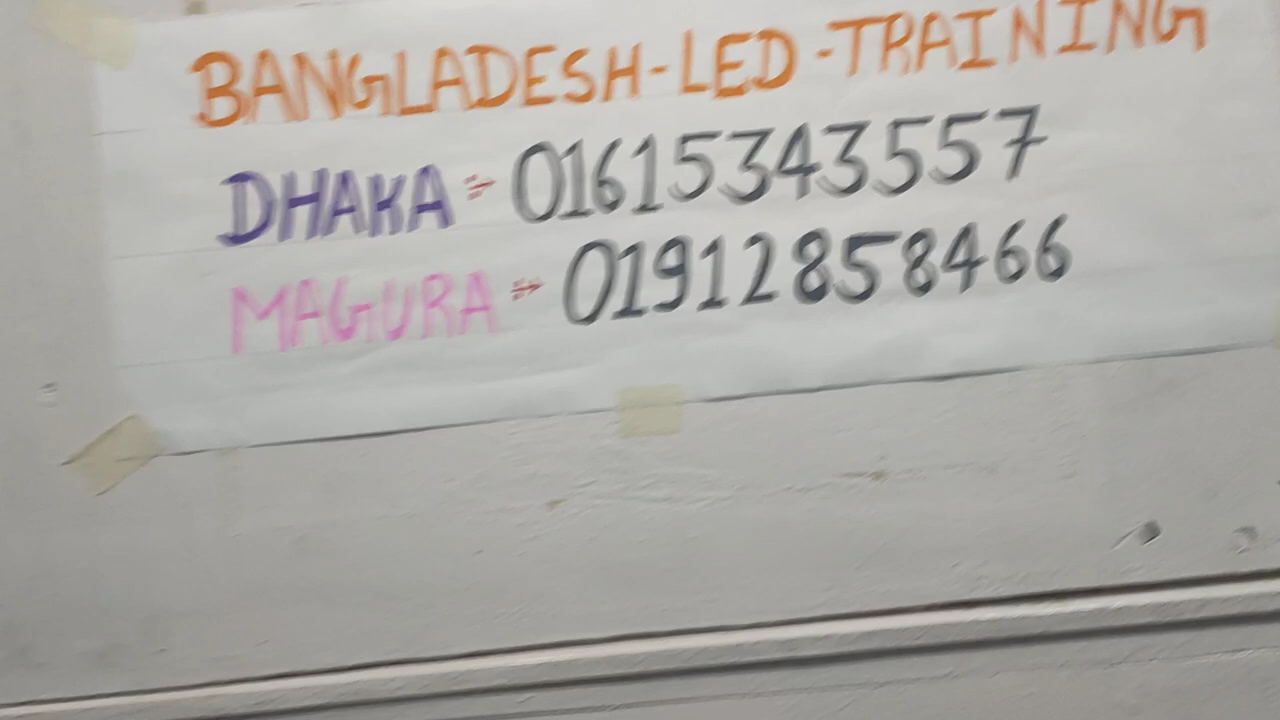 BANGLADESH-LED-TRAINING
DHAKA :- 01615343557
MAGURA :- 01912858466